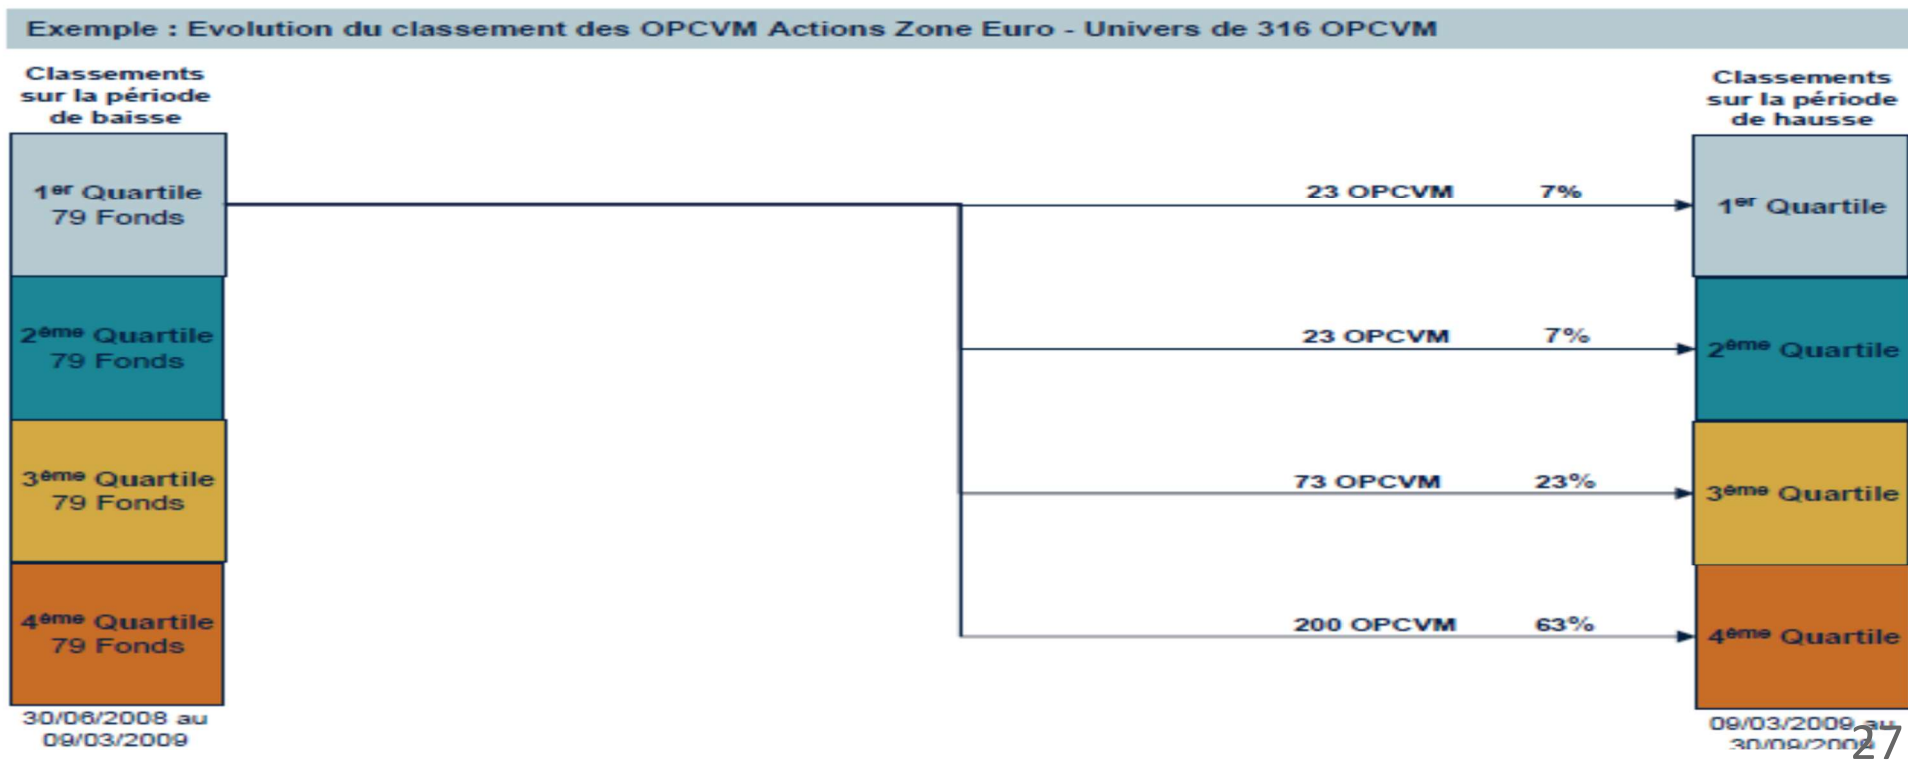 Exemple : Evolution du classement des OPCVM Actions Zone Euro - Univers de 316 OPCVM
Classements
sur la période
de baisse
Classements
sur la période
de hausse
1er Quartile
79 Fonds
23 OPCVM 7%
1er Quartile
2ème Quartile
79 Fonds
23 OPCVM 7%
2ème Quartile
3ème Quartile
79 Fonds
73 OPCVM 23%
3ème Quartile
4ème Quartile
79 Fonds
200 OPCVM 63%
4ème Quartile
30/06/2008 au
09/03/2009
09/03/2009 au
30/09/2009
27